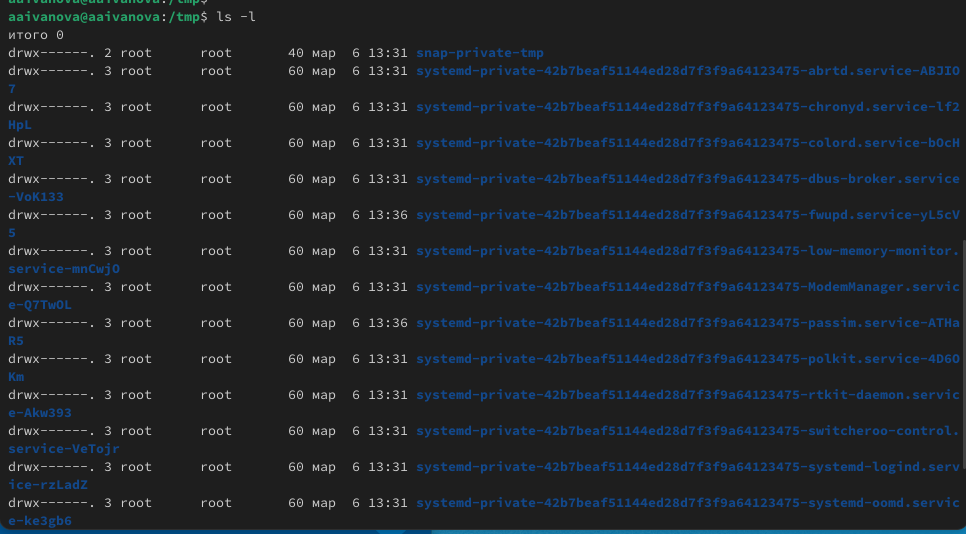 aaivanova@aaivanova:/tmp$
aaivanova@aaivanova:/tmp$ ls -l
итого 0
drwx------. 2 root      root       40 мар  6 13:31 snap-private-tmp
drwx------. 3 root      root       60 мар  6 13:31 systemd-private-42b7beaf51144ed28d7f3f9a64123475-abrtd.service-ABJIO
7
drwx------. 3 root      root       60 мар  6 13:31 systemd-private-42b7beaf51144ed28d7f3f9a64123475-chronyd.service-lf2
HpL
drwx------. 3 root      root       60 мар  6 13:31 systemd-private-42b7beaf51144ed28d7f3f9a64123475-colord.service-bOcH
XT
drwx------. 3 root      root       60 мар  6 13:31 systemd-private-42b7beaf51144ed28d7f3f9a64123475-dbus-broker.service
-VoK133
drwx------. 3 root      root       60 мар  6 13:36 systemd-private-42b7beaf51144ed28d7f3f9a64123475-fwupd.service-yL5cV
5
drwx------. 3 root      root       60 мар  6 13:31 systemd-private-42b7beaf51144ed28d7f3f9a64123475-low-memory-monitor.
service-mnCwjO
drwx------. 3 root      root       60 мар  6 13:31 systemd-private-42b7beaf51144ed28d7f3f9a64123475-ModemManager.servic
e-Q7TwOL
drwx------. 3 root      root       60 мар  6 13:36 systemd-private-42b7beaf51144ed28d7f3f9a64123475-passim.service-ATHa
R5
drwx------. 3 root      root       60 мар  6 13:31 systemd-private-42b7beaf51144ed28d7f3f9a64123475-polkit.service-4D6O
Km
drwx------. 3 root      root       60 мар  6 13:31 systemd-private-42b7beaf51144ed28d7f3f9a64123475-rtkit-daemon.servic
e-Akw393
drwx------. 3 root      root       60 мар  6 13:31 systemd-private-42b7beaf51144ed28d7f3f9a64123475-switcheroo-control.
service-VeTojr
drwx------. 3 root      root       60 мар  6 13:31 systemd-private-42b7beaf51144ed28d7f3f9a64123475-systemd-logind.serv
ice-rzLadZ
drwx------. 3 root      root       60 мар  6 13:31 systemd-private-42b7beaf51144ed28d7f3f9a64123475-systemd-oomd.servic
e-ke3gb6